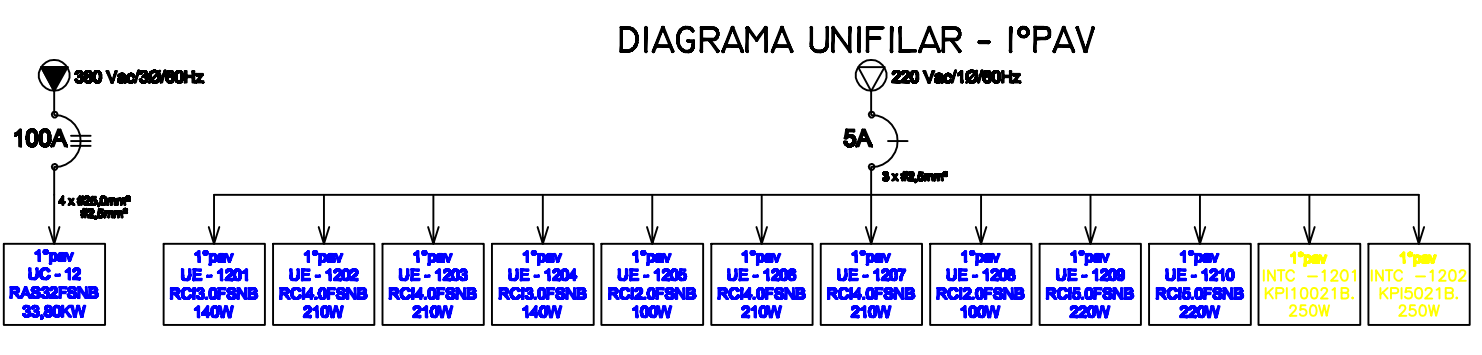 DIAGRAMA UNIFILAR - 1ºPAV
380 Vac/3Ø/60Hz
100A
4 x #25,0mm²
#2,5mm²
1ºpav
UC - 12
RAS32FSNB
33,80KW
220 Vac/1Ø/60Hz
5A
3 x #2,5mm²
1ºpav
UE - 1201
RCI3.0FSNB
140W
1ºpav
UE - 1202
RCI4.0FSNB
210W
1ºpav
UE - 1203
RCI4.0FSNB
210W
1ºpav
UE - 1204
RCI3.0FSNB
140W
1ºpav
UE - 1205
RCI2.0FSNB
100W
1ºpav
UE - 1206
RCI4.0FSNB
210W
1ºpav
UE - 1207
RCI4.0FSNB
210W
1ºpav
UE - 1208
RCI2.0FSNB
100W
1ºpav
UE - 1209
RCI5.0FSNB
220W
1ºpav
UE - 1210
RCI5.0FSNB
220W
1ºpav
INTC -1201
KPI10021B.
250W
1ºpav
INTC -1202
KPI5021B.
250W